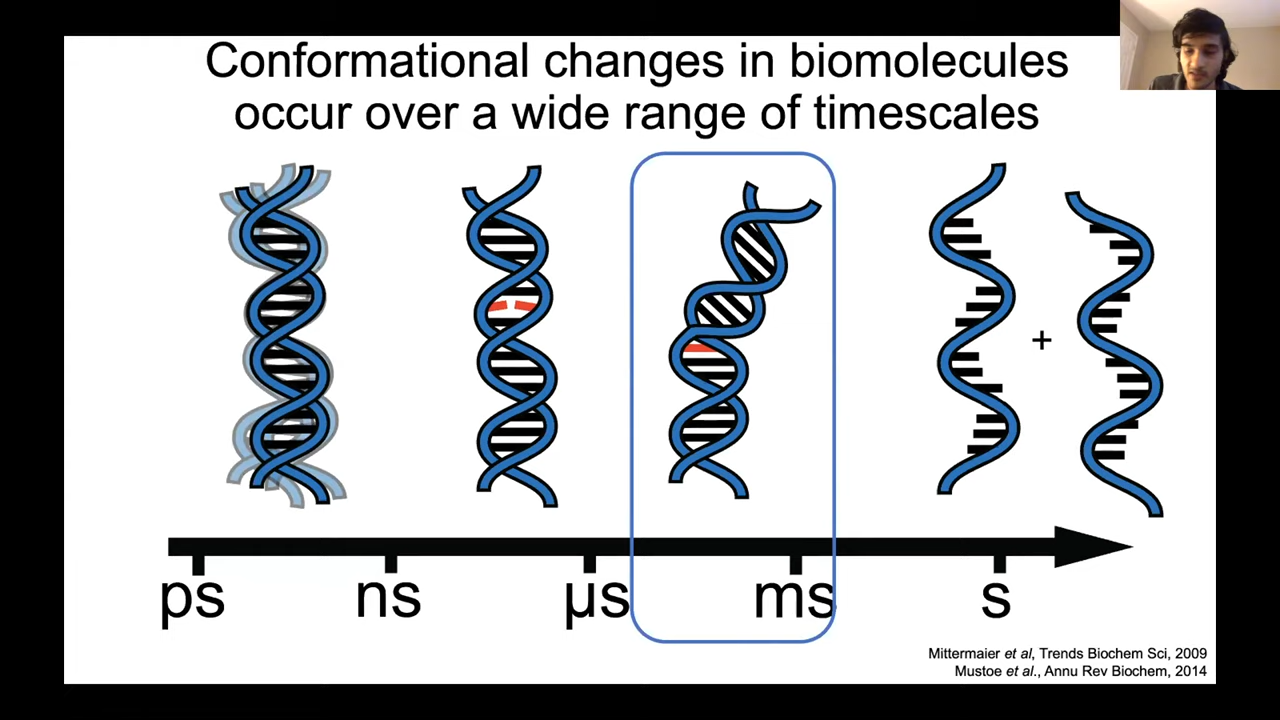 Conformational changes in biomolecules
occur over a wide range of timescales
+
ps ns µs ms s
Mittermaier et al, Trends Biochem Sci, 2009
Mustoe et al., Annu Rev Biochem, 2014